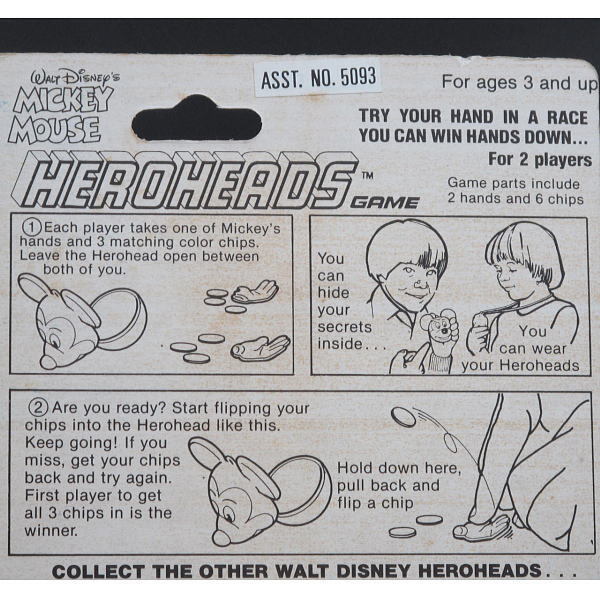 WALT DISNEY'S
MICKEY
MOUSE
ASST. NO. 5093
For ages 3 and up
TRY YOUR HAND IN A RACE
YOU CAN WIN HANDS DOWN...
For 2 players
HEROHEADS™ GAME
Game parts include
2 hands and 6 chips
① Each player takes one of Mickey's
hands and 3 matching color chips.
Leave the Herohead open between
both of you.
You
can
hide
your
secrets
inside...
You
can wear
your Heroheads
② Are you ready? Start flipping your
chips into the Herohead like this.
Keep going! If you
miss, get your chips
back and try again.
First player to get
all 3 chips in is the
winner.
Hold down here,
pull back and
flip a chip
COLLECT THE OTHER WALT DISNEY HEROHEADS...